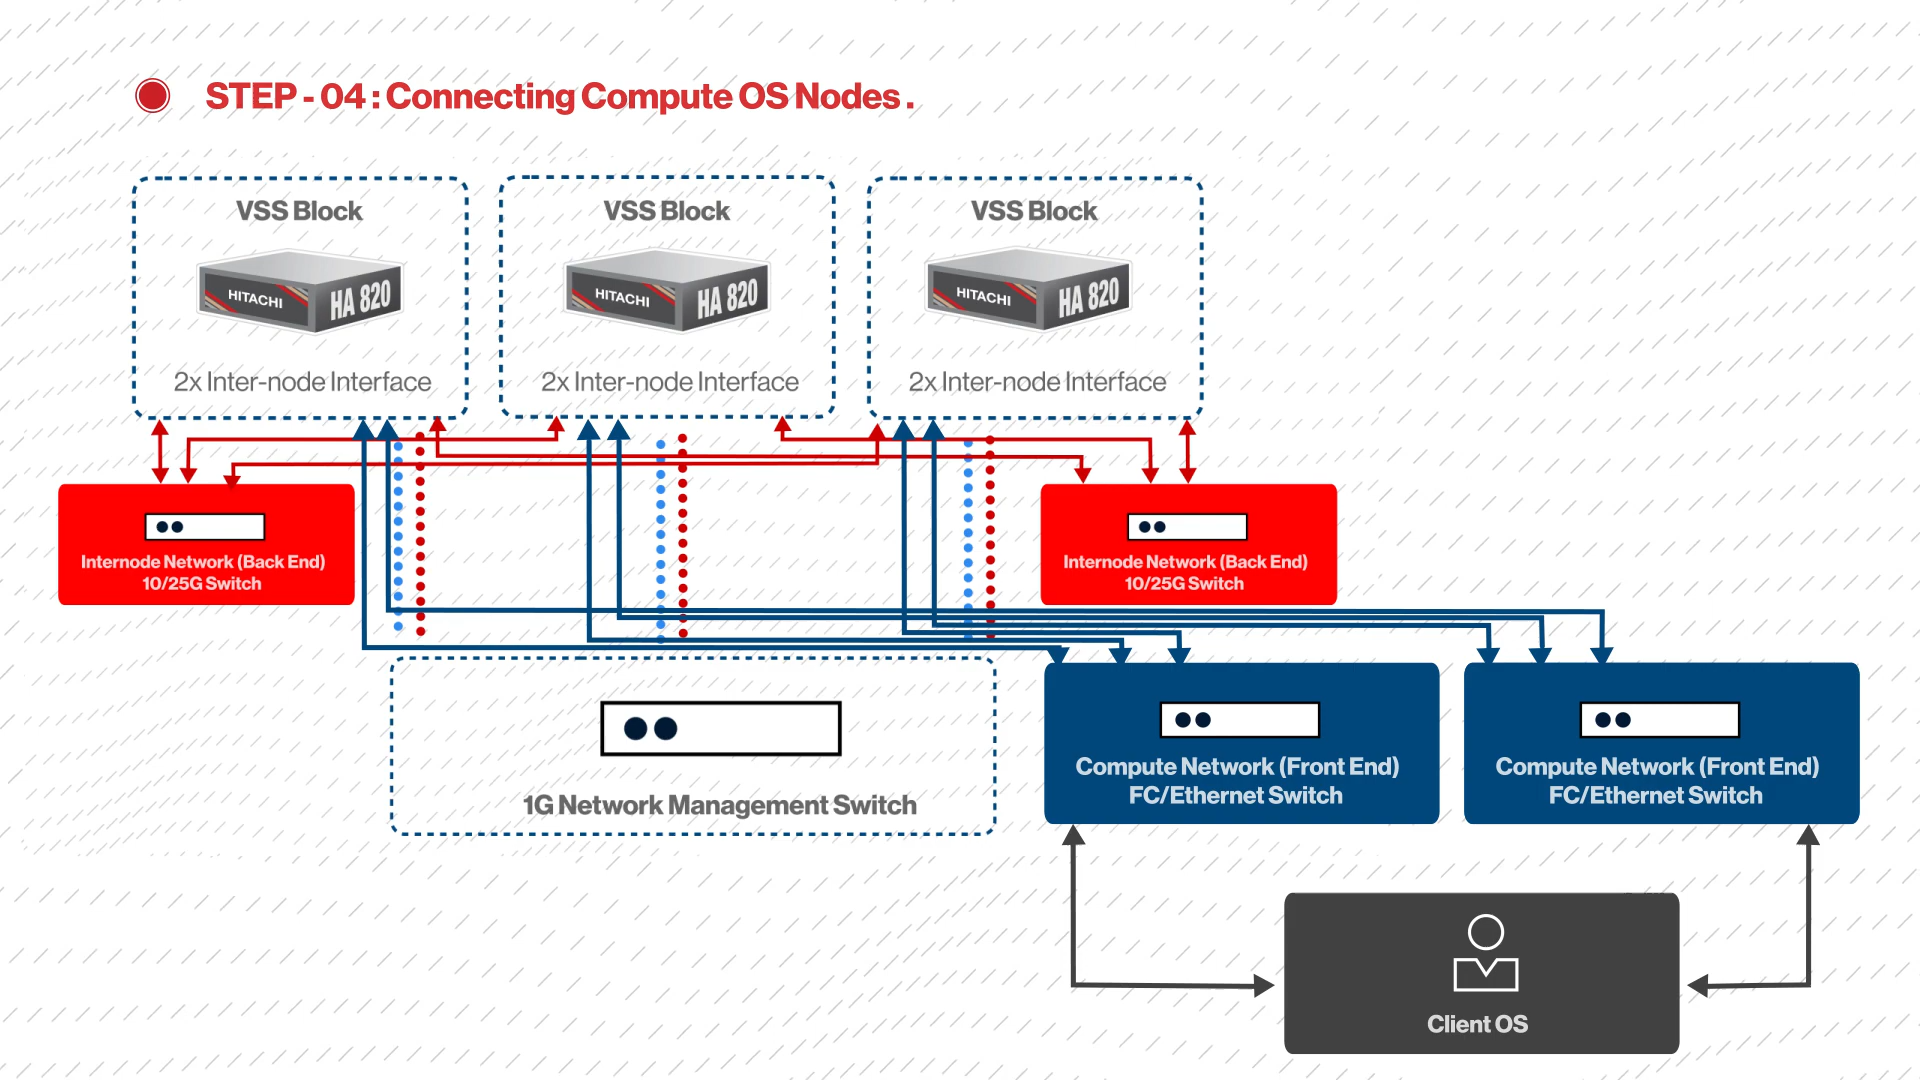 STEP - 04 : Connecting Compute OS Nodes .
VSS Block
HITACHI
HA 820
2x Inter-node Interface
VSS Block
HITACHI
HA 820
2x Inter-node Interface
VSS Block
HITACHI
HA 820
2x Inter-node Interface
Internode Network (Back End)
10/25G Switch
Internode Network (Back End)
10/25G Switch
1G Network Management Switch
Compute Network (Front End)
FC/Ethernet Switch
Compute Network (Front End)
FC/Ethernet Switch
Client OS